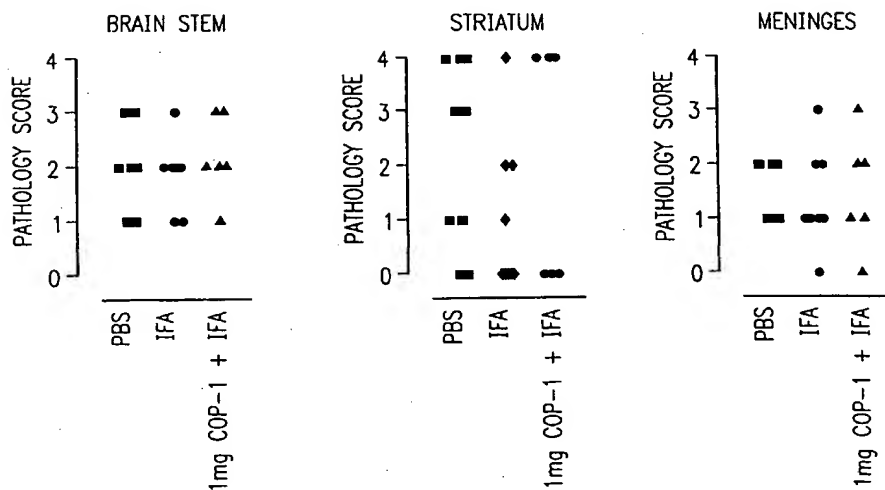 BRAIN STEM
PATHOLOGY SCORE
4
3
2
1
0
PBS
IFA
1mg COP-1 + IFA
STRIATUM
PATHOLOGY SCORE
4
3
2
1
0
PBS
IFA
1mg COP-1 + IFA
MENINGES
PATHOLOGY SCORE
4
3
2
1
0
PBS
IFA
1mg COP-1 + IFA